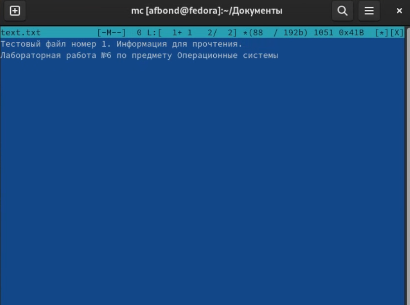 mc [afbond@fedora]:~/Документы
text.txt [-M--] 0 L:[ 1+ 1 2/ 2] *(88 / 192b) 1051 0x41B [*][X]
Тестовый файл номер 1. Информация для прочтения.
Лабораторная работа №6 по предмету Операционные системы